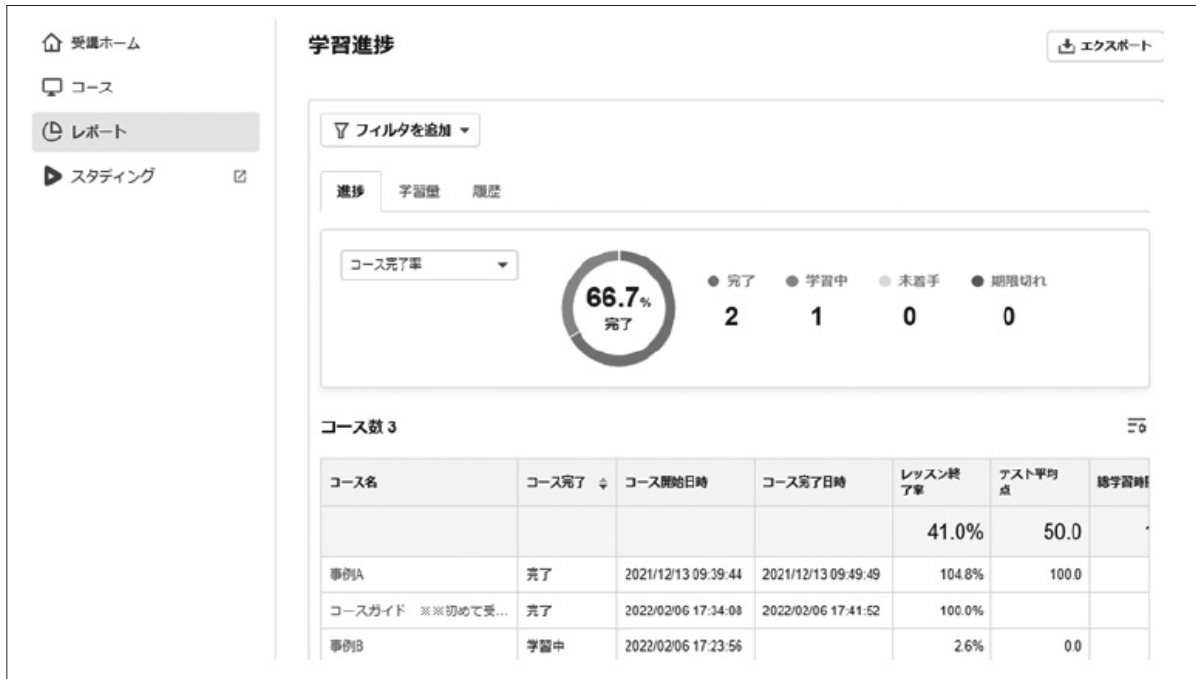 受講ホーム
コース
レポート
スタディング
学習進捗
エクスポート
フィルタを追加
進捗 学習量 履歴
コース完了率
66.7%
完了
完了 学習中 未着手 期限切れ
2 1 0 0
コース数 3
コース名 コース完了 コース開始日時 コース完了日時 レッスン終了率 テスト平均点 総学習時
41.0% 50.0
事例A 完了 2021/12/13 09:39:44 2021/12/13 09:49:49 104.8% 100.0
コースガイド ※※初めて受... 完了 2022/02/06 17:34:08 2022/02/06 17:41:52 100.0%
事例B 学習中 2022/02/06 17:23:56 2.6% 0.0